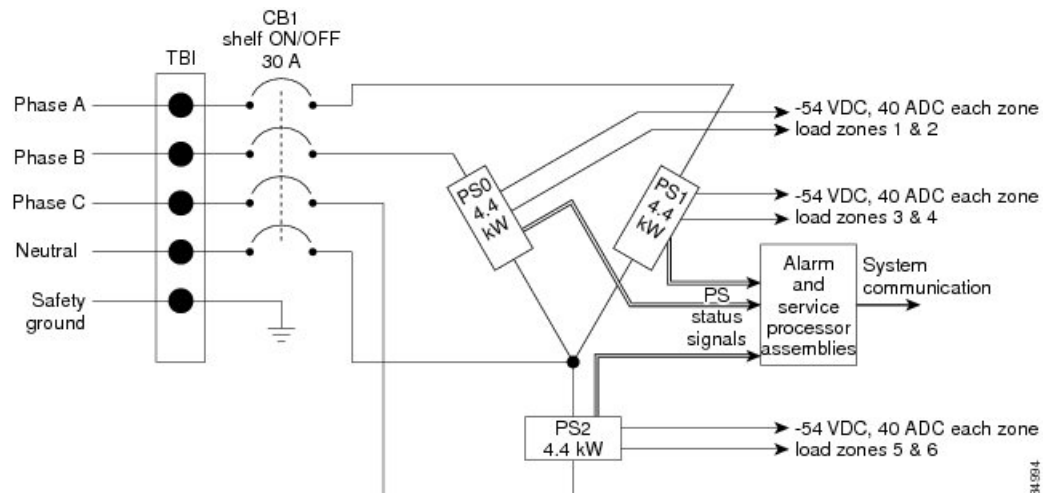 CB1
shelf ON/OFF
30 A
TBI
Phase A
Phase B
Phase C
Neutral
Safety
ground
PS0
4.4
kW
PS1
4.4
kW
-54 VDC, 40 ADC each zone
load zones 1 & 2
-54 VDC, 40 ADC each zone
load zones 3 & 4
Alarm
and
service
processor
assemblies
System
communication
PS
status
signals
PS2
4.4 kW
-54 VDC, 40 ADC each zone
load zones 5 & 6